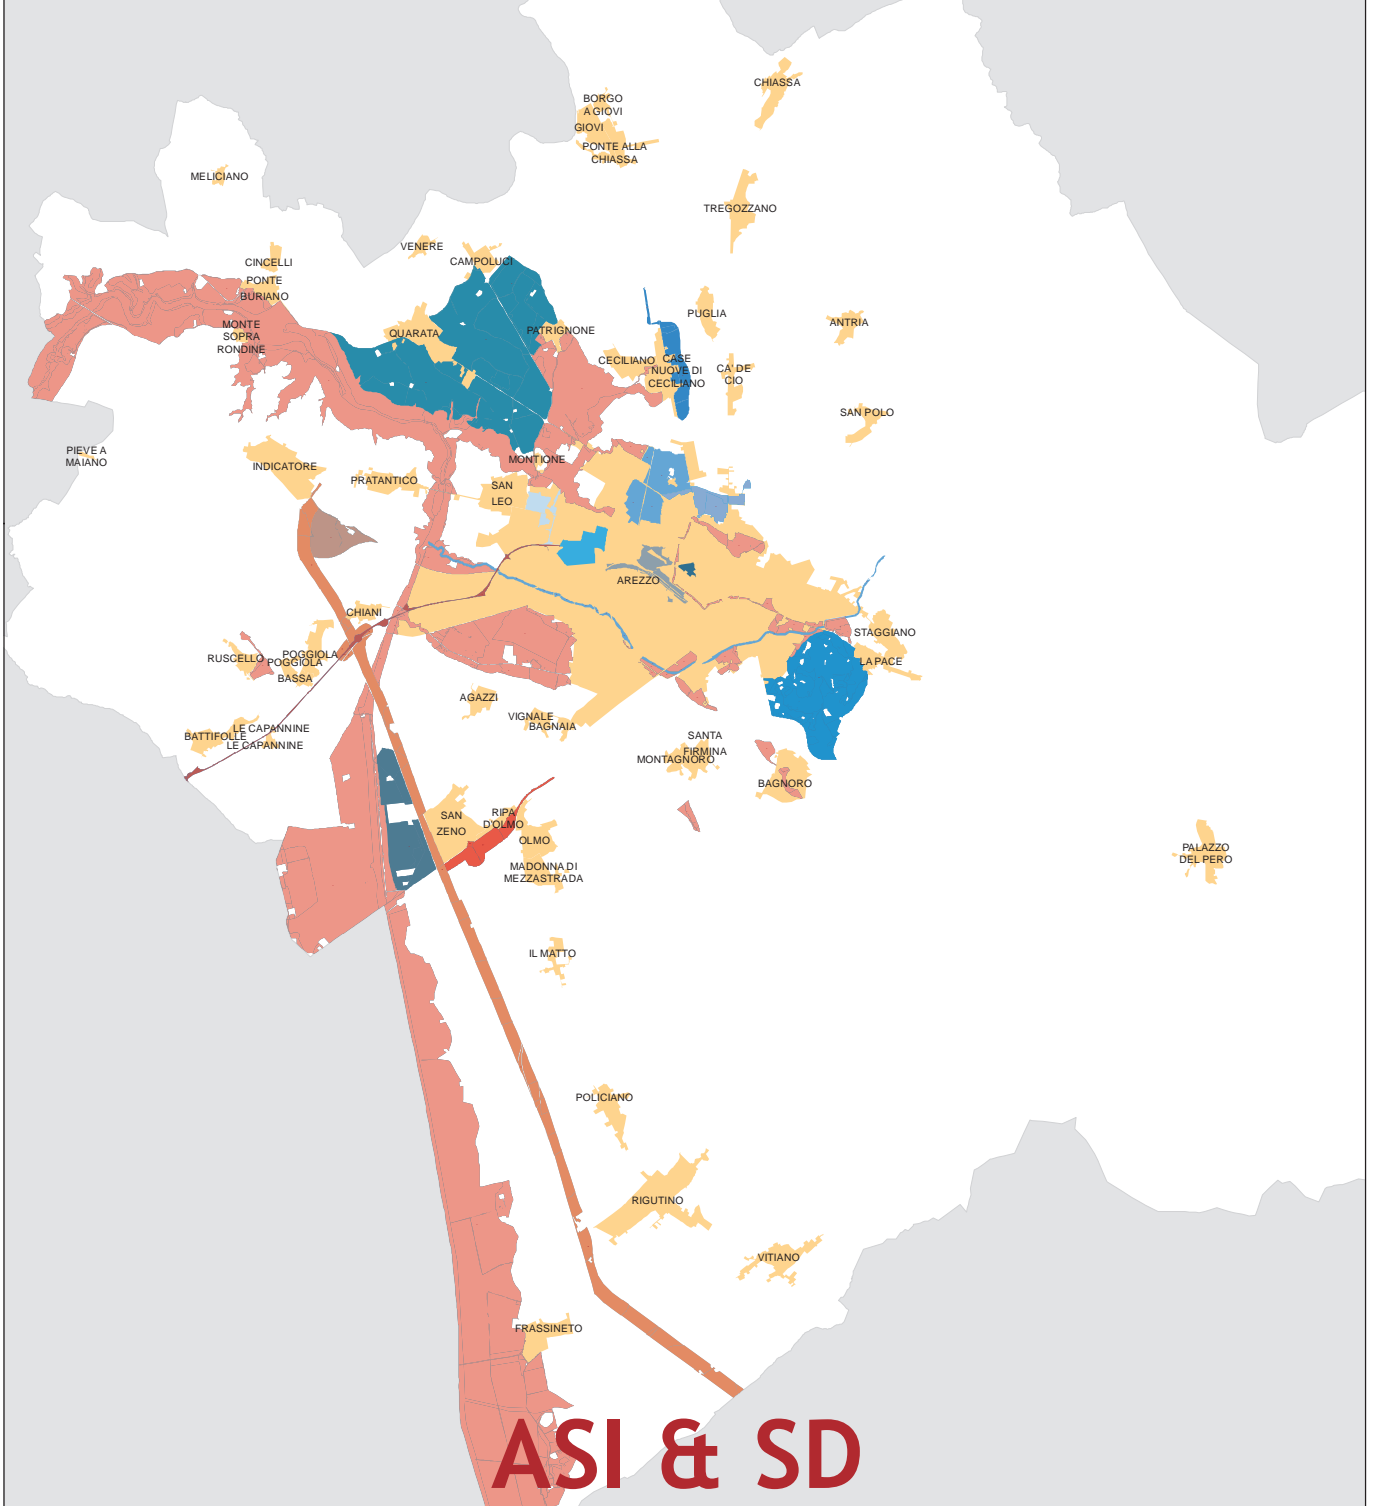 CHIASSA
BORGO
A GIOVI
GIOVI
PONTE ALLA
CHIASSA
MELICIANO
TREGOZZANO
VENERE
CAMPOLUCI
CINCELLI
PONTE
BURIANO
MONTE
SOPRA
RONDINE
QUARATA
PATRIGNONE
PUGLIA
ANTRIA
CECILIANO
CASE
NUOVE DI
CECILIANO
CA' DE
CIO
SAN POLO
PIEVE A
MAIANO
INDICATORE
PRATANTICO
MONTIONE
SAN
LEO
AREZZO
CHIANI
STAGGIANO
LA PACE
RUSCELLO
POGGIOLA
POGGIOLA
BASSA
AGAZZI
VIGNALE
BAGNAIA
BATTIFOLLE
LE CAPANNINE
LE CAPANNINE
SANTA
FIRMINA
MONTAGNORO
BAGNORO
SAN
ZENO
RIPA
D'OLMO
OLMO
MADONNA DI
MEZZASTRADA
PALAZZO
DEL PERO
IL MATTO
POLICIANO
RIGUTINO
VITIANO
FRASSINETO
ASI & SD